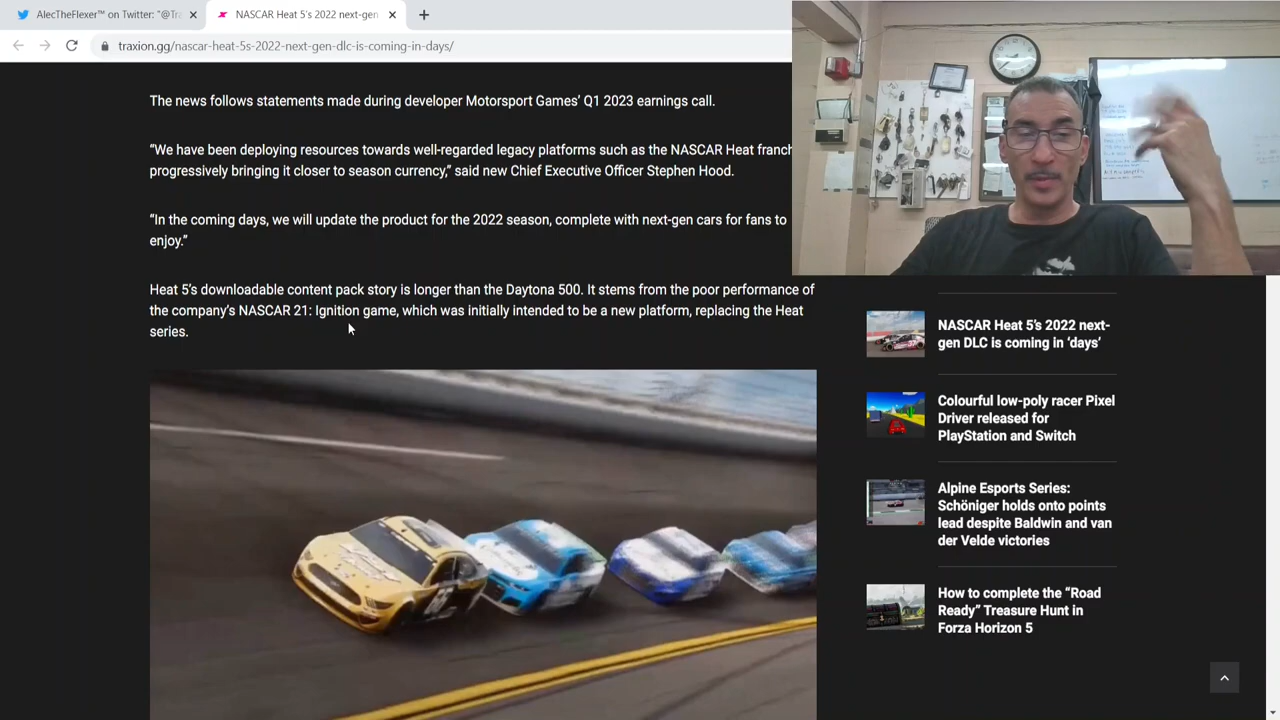 AlecTheFlexer™ on Twitter: "@Tra
NASCAR Heat 5's 2022 next-gen
traxion.gg/nascar-heat-5s-2022-next-gen-dlc-is-coming-in-days/
The news follows statements made during developer Motorsport Games' Q1 2023 earnings call.
“We have been deploying resources towards well-regarded legacy platforms such as the NASCAR Heat franch
progressively bringing it closer to season currency,” said new Chief Executive Officer Stephen Hood.
“In the coming days, we will update the product for the 2022 season, complete with next-gen cars for fans to
enjoy.”
Heat 5's downloadable content pack story is longer than the Daytona 500. It stems from the poor performance of
the company's NASCAR 21: Ignition game, which was initially intended to be a new platform, replacing the Heat
series.
NASCAR Heat 5's 2022 next-
gen DLC is coming in ‘days’
Colourful low-poly racer Pixel
Driver released for
PlayStation and Switch
Alpine Esports Series:
Schöniger holds onto points
lead despite Baldwin and van
der Velde victories
How to complete the “Road
Ready” Treasure Hunt in
Forza Horizon 5